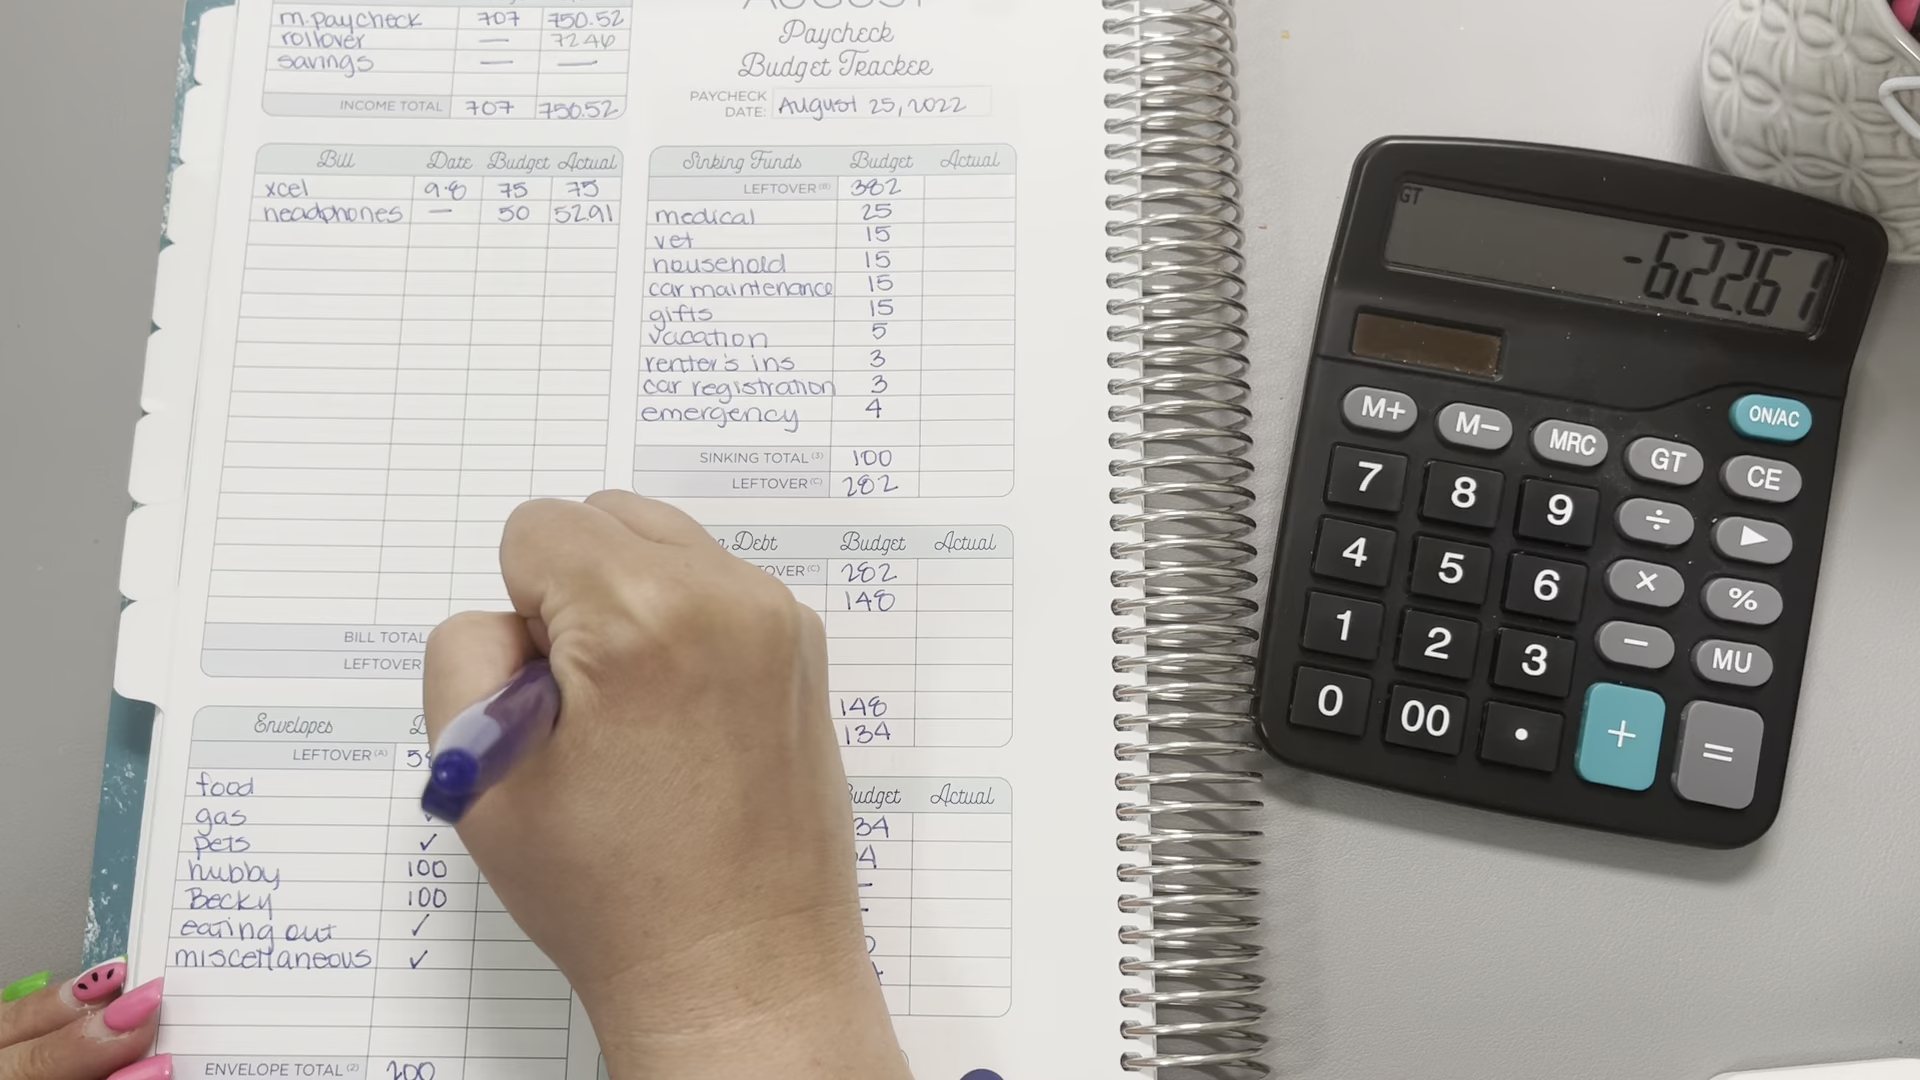 AUGUST
Paycheck
Budget Tracker
PAYCHECK DATE: August 25, 2022
m.paycheck 707 750.52
rollover — 72.46
savings — —
INCOME TOTAL 707 750.52
Bill Date Budget Actual
xcel 9.8 75 75
headphones — 50 52.91
BILL TOTAL
LEFTOVER
Envelopes
LEFTOVER (A)
food
gas
pets ✓
hubby 100
Becky 100
eating out ✓
miscellaneous ✓
ENVELOPE TOTAL (2) 200
Sinking Funds Budget Actual
LEFTOVER (B) 382
medical 25
vet 15
household 15
car maintenance 15
gifts 15
vacation 5
renter's ins 3
car registration 3
emergency 4
SINKING TOTAL (3) 100
LEFTOVER (C) 282
Debt Budget Actual
(C) 282
148
148
134
Budget Actual
GT
-622.61
M+ M− MRC GT CE ON/AC
7 8 9 ÷ ▶
4 5 6 × %
1 2 3 − MU
0 00 . + =